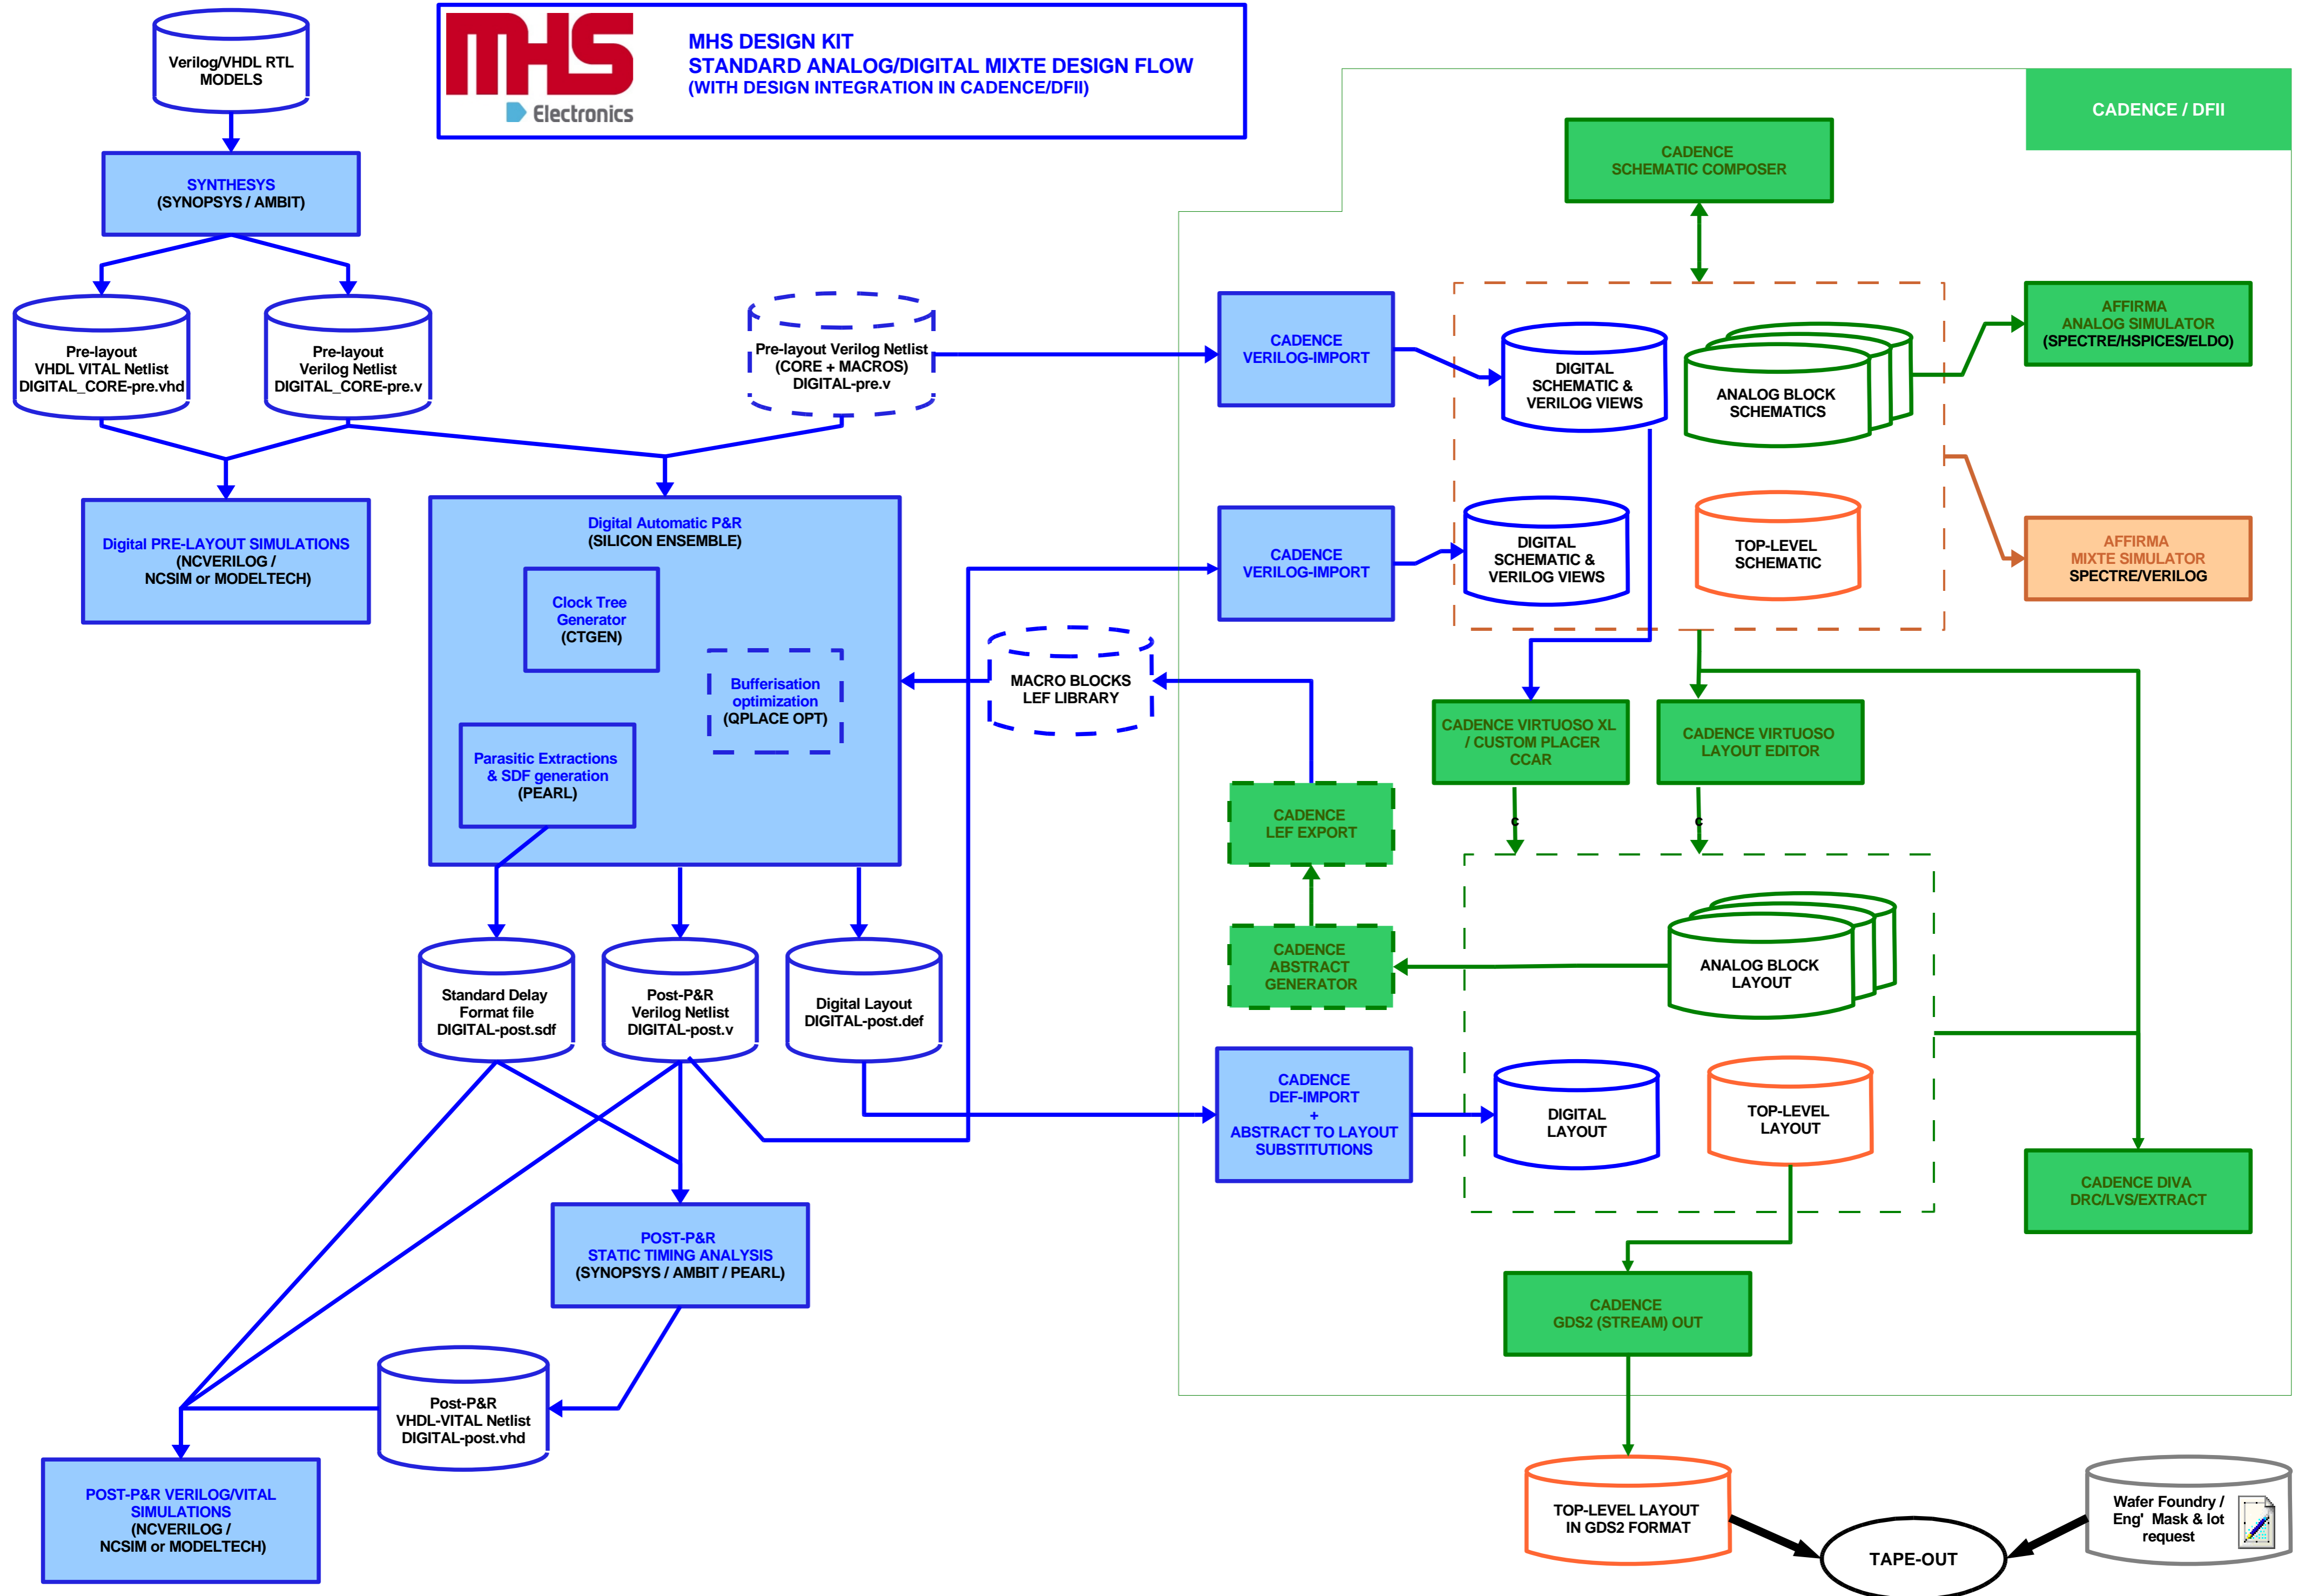 MHS
Electronics
MHS DESIGN KIT
STANDARD ANALOG/DIGITAL MIXTE DESIGN FLOW
(WITH DESIGN INTEGRATION IN CADENCE/DFII)
Verilog/VHDL RTL
MODELS
SYNTHESYS
(SYNOPSYS / AMBIT)
Pre-layout
VHDL VITAL Netlist
DIGITAL_CORE-pre.vhd
Pre-layout
Verilog Netlist
DIGITAL_CORE-pre.v
Pre-layout Verilog Netlist
(CORE + MACROS)
DIGITAL-pre.v
Digital PRE-LAYOUT SIMULATIONS
(NCVERILOG /
NCSIM or MODELTECH)
Digital Automatic P&R
(SILICON ENSEMBLE)
Clock Tree
Generator
(CTGEN)
Bufferisation
optimization
(QPLACE OPT)
Parasitic Extractions
& SDF generation
(PEARL)
MACRO BLOCKS
LEF LIBRARY
Standard Delay
Format file
DIGITAL-post.sdf
Post-P&R
Verilog Netlist
DIGITAL-post.v
Digital Layout
DIGITAL-post.def
POST-P&R
STATIC TIMING ANALYSIS
(SYNOPSYS / AMBIT / PEARL)
Post-P&R
VHDL-VITAL Netlist
DIGITAL-post.vhd
POST-P&R VERILOG/VITAL
SIMULATIONS
(NCVERILOG /
NCSIM or MODELTECH)
CADENCE / DFII
CADENCE
SCHEMATIC COMPOSER
CADENCE
VERILOG-IMPORT
DIGITAL
SCHEMATIC &
VERILOG VIEWS
ANALOG BLOCK
SCHEMATICS
AFFIRMA
ANALOG SIMULATOR
(SPECTRE/HSPICES/ELDO)
CADENCE
VERILOG-IMPORT
DIGITAL
SCHEMATIC &
VERILOG VIEWS
TOP-LEVEL
SCHEMATIC
AFFIRMA
MIXTE SIMULATOR
SPECTRE/VERILOG
CADENCE VIRTUOSO XL
/ CUSTOM PLACER
CCAR
CADENCE VIRTUOSO
LAYOUT EDITOR
c
c
CADENCE
LEF EXPORT
CADENCE
ABSTRACT
GENERATOR
ANALOG BLOCK
LAYOUT
CADENCE
DEF-IMPORT
+
ABSTRACT TO LAYOUT
SUBSTITUTIONS
DIGITAL
LAYOUT
TOP-LEVEL
LAYOUT
CADENCE DIVA
DRC/LVS/EXTRACT
CADENCE
GDS2 (STREAM) OUT
TOP-LEVEL LAYOUT
IN GDS2 FORMAT
TAPE-OUT
Wafer Foundry /
Eng' Mask & lot
request